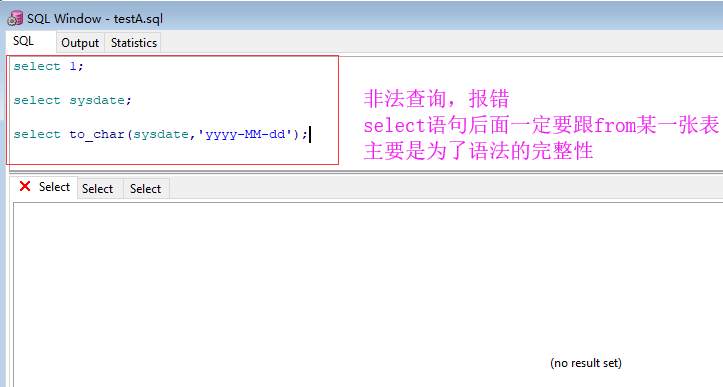 SQL Window - testA.sql
SQL Output Statistics
select 1;
select sysdate;
select to_char(sysdate,'yyyy-MM-dd');
非法查询，报错
select语句后面一定要跟from某一张表
主要是为了语法的完整性
Select Select Select
(no result set)